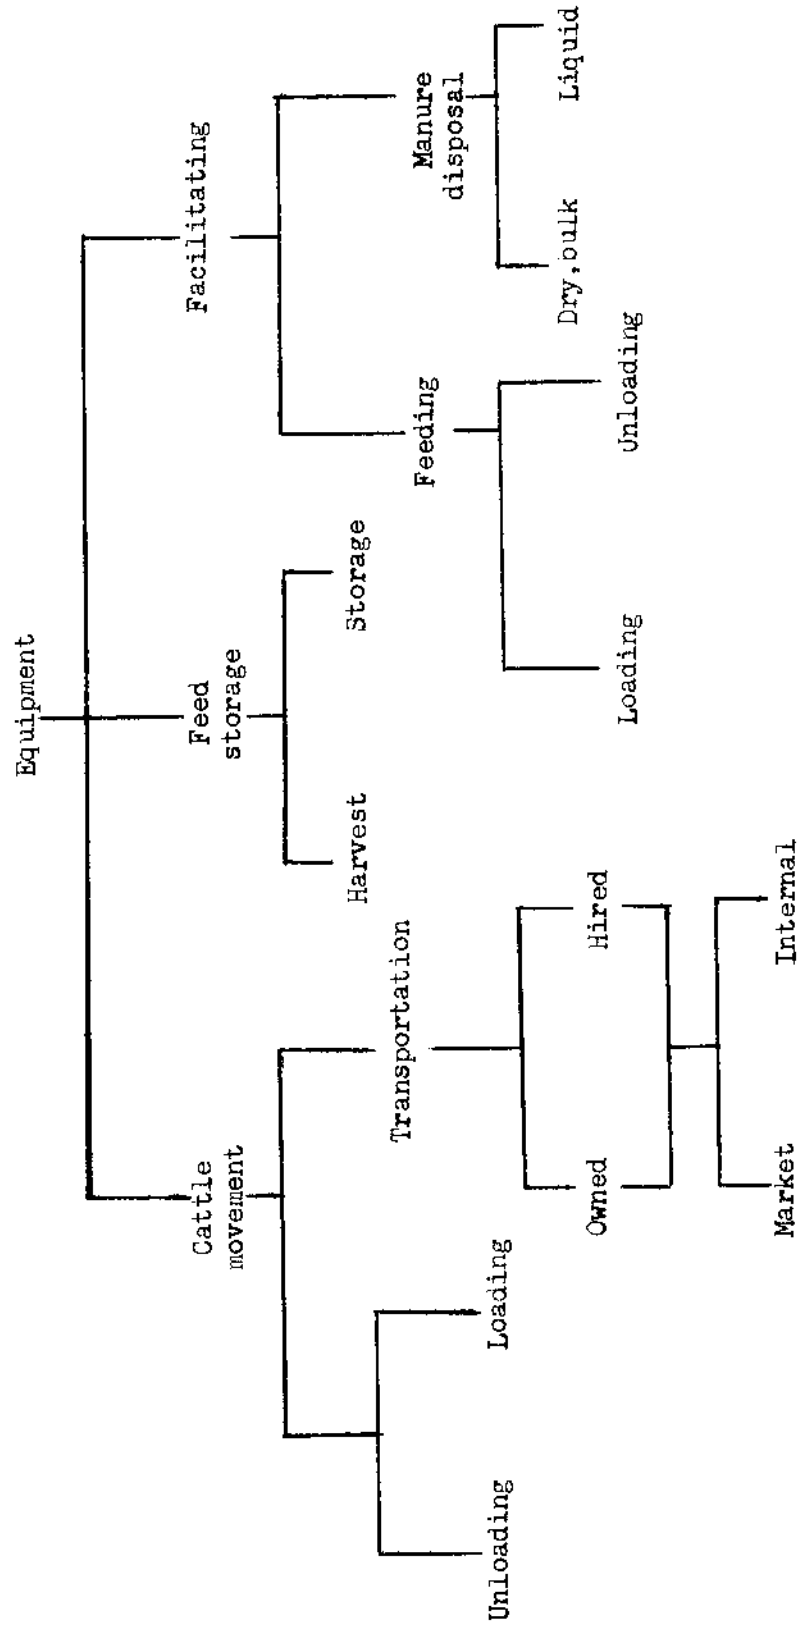 Equipment
Cattle
movement
Feed
storage
Facilitating
Transportation
Harvest
Storage
Feeding
Manure
disposal
Unloading
Loading
Owned
Hired
Loading
Unloading
Dry,bulk
Liquid
Market
Internal